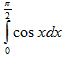 ∫₀^{π/2} cos xdx